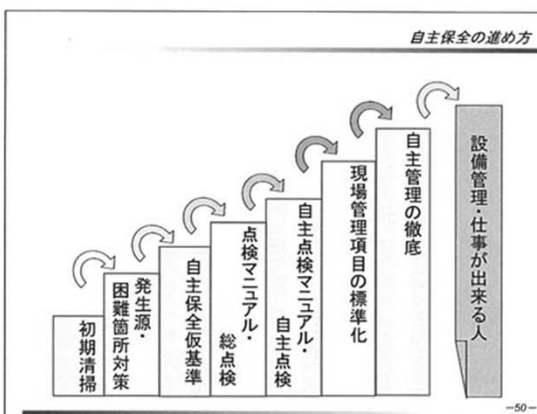 自主保全の進め方
初期清掃
発生源・
困難箇所対策
自主保全仮基準
点検マニュアル・
総点検
自主点検マニュアル・
自主点検
現場管理項目の標準化
自主管理の徹底
設備管理・仕事が出来る人
—50—